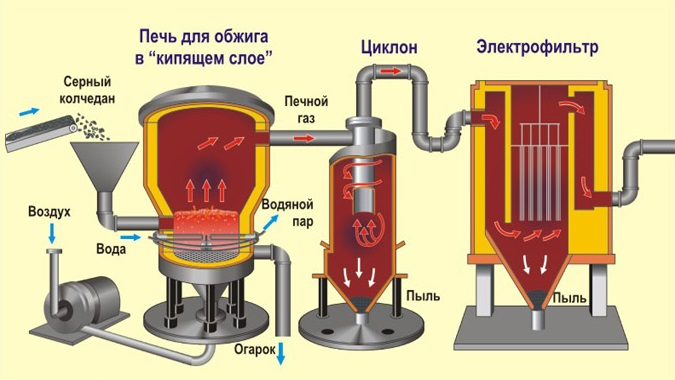 Печь для обжига
в “кипящем слое”
Циклон
Электрофильтр
Серный
колчедан
Печной
газ
Воздух
Вода
Водяной
пар
Огарок
Пыль
Пыль